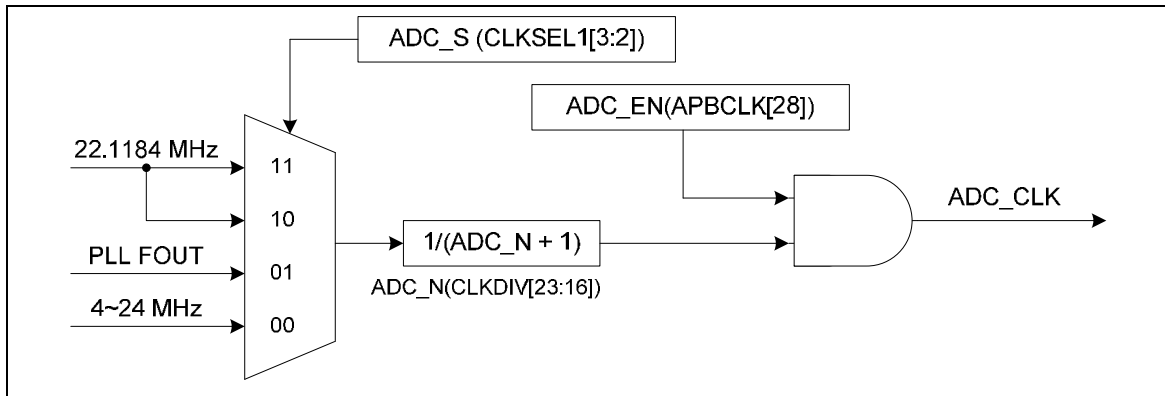 ADC_S (CLKSEL1[3:2])
ADC_EN(APBCLK[28])
22.1184 MHz
11
10
ADC_CLK
1/(ADC_N + 1)
PLL FOUT
01
ADC_N(CLKDIV[23:16])
4~24 MHz
00